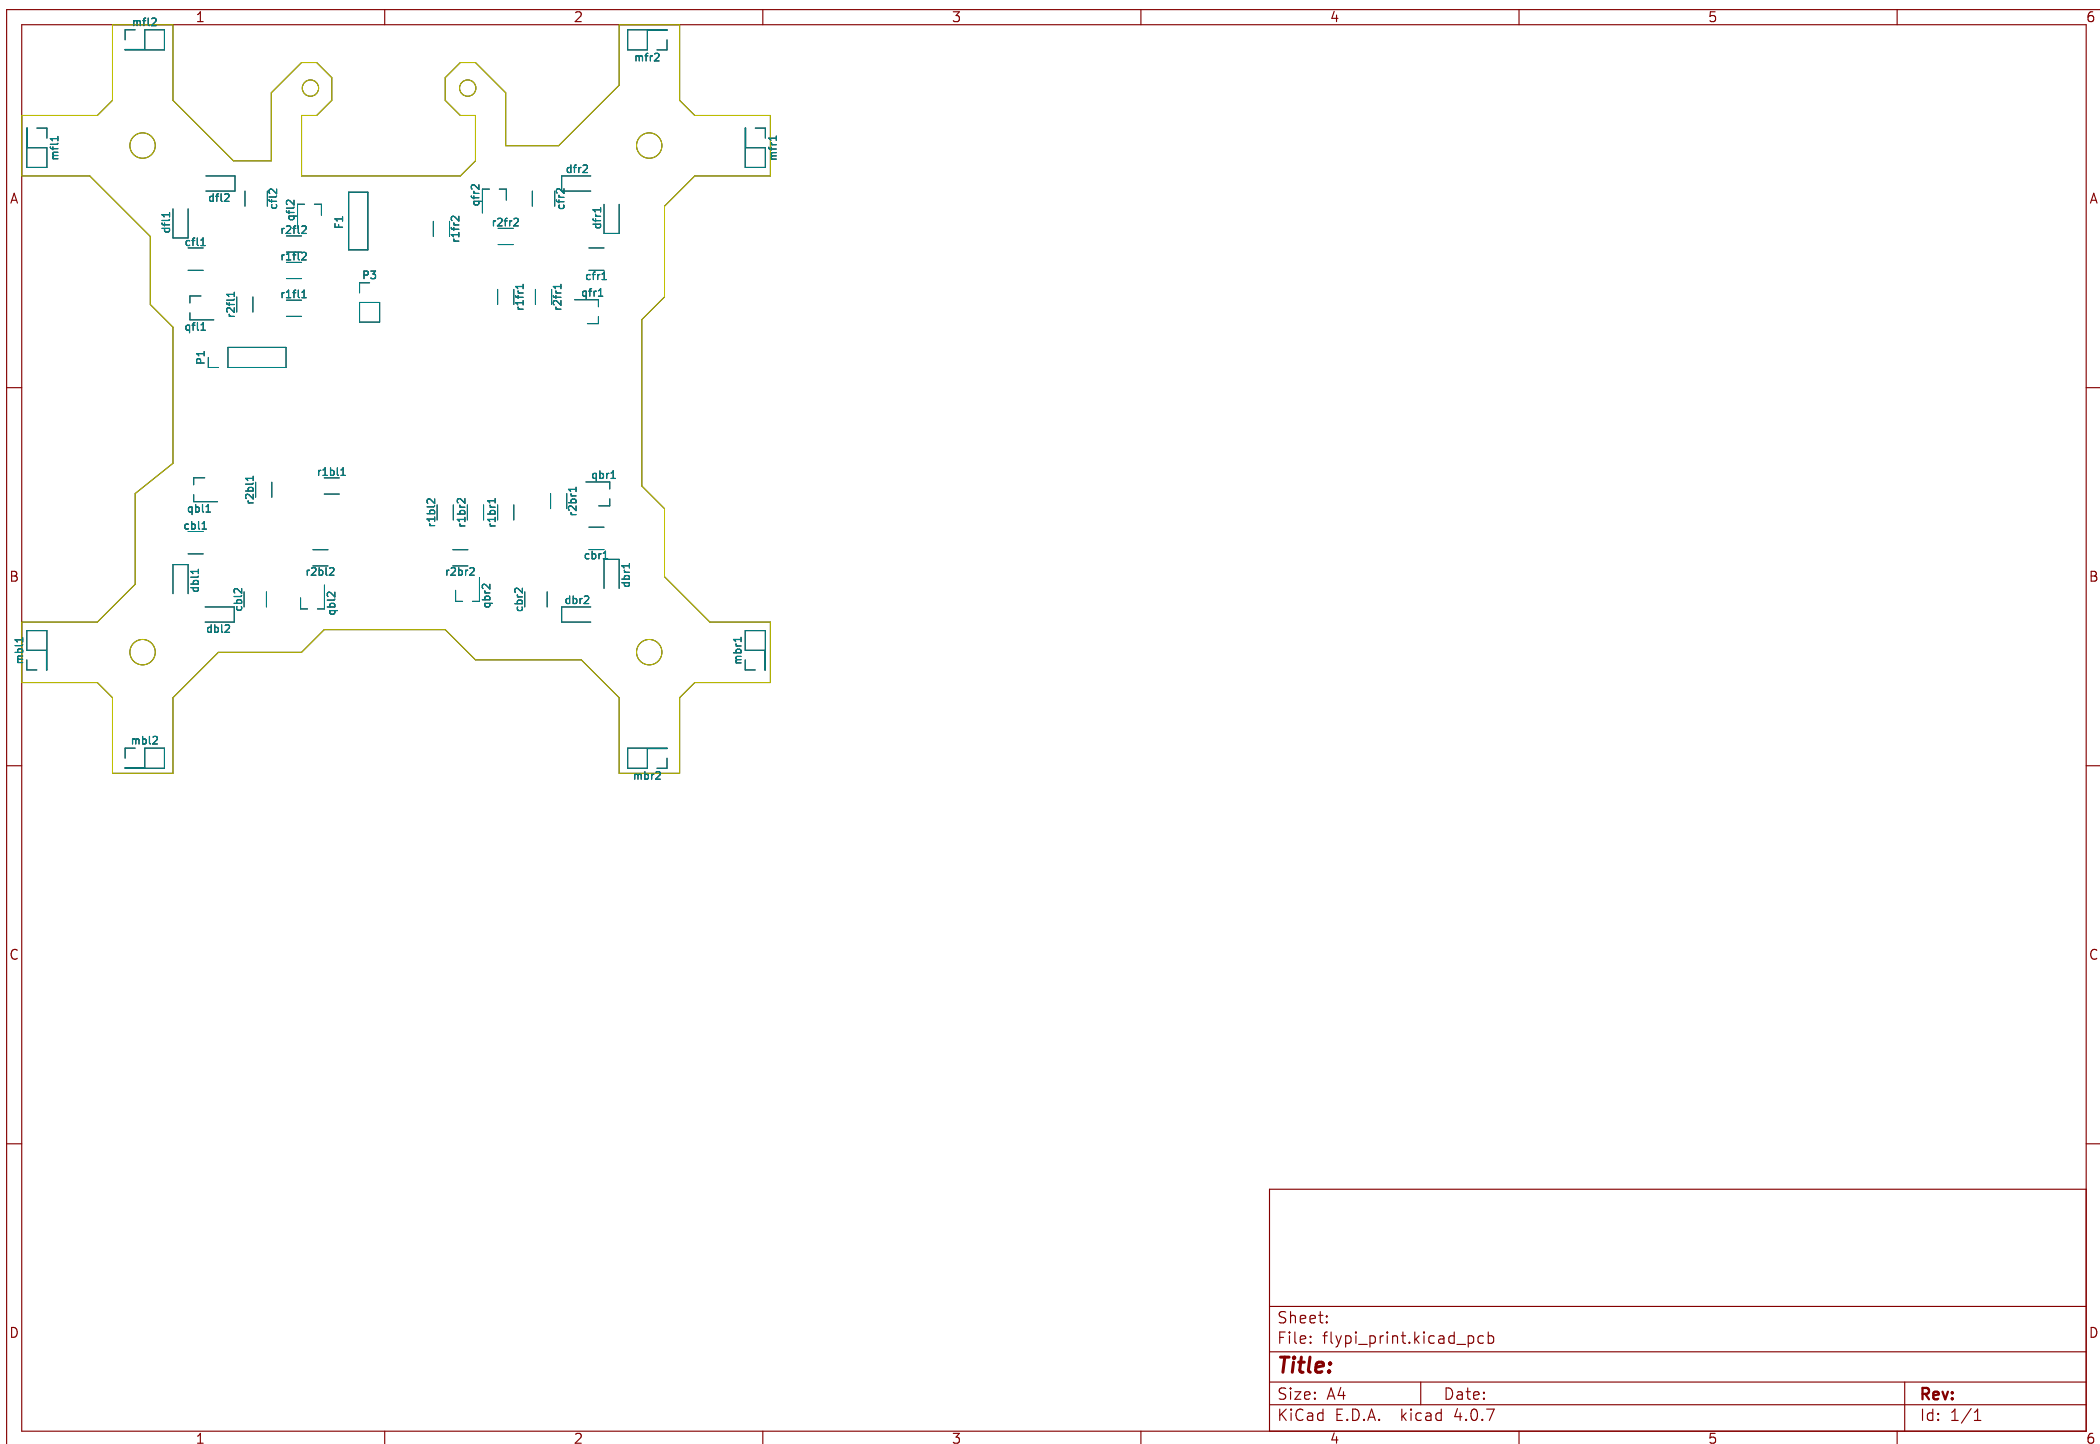 1 2 3 4 5 6
mfl2
mfr2
mfl1
mfr1
dfr2
A
dfl2
cfl2
qfl2
qfr2
cfr2
A
dfl1
F1
r1fr2
r2fr2
dfr1
r2fl2
cfl1
r1fl2
P3
cfr1
r1fl1
r2fl1
r1fr1
r2fr1
qfr1
qfl1
P1
r1bl1
qbr1
r2bl1
r2br1
qbl1
r1bl2
r1br2
r1br1
cbl1
cbr1
B
dbl1
r2bl2
r2br2
dbr1
B
cbl2
qbl2
qbr2
cbr2
dbr2
dbl2
mbl1
mbr1
mbl2
mbr2
C
C
Sheet:
File: flypi_print.kicad_pcb
D
D
Title:
Size: A4 Date: Rev:
KiCad E.D.A. kicad 4.0.7 Id: 1/1
1 2 3 4 5 6